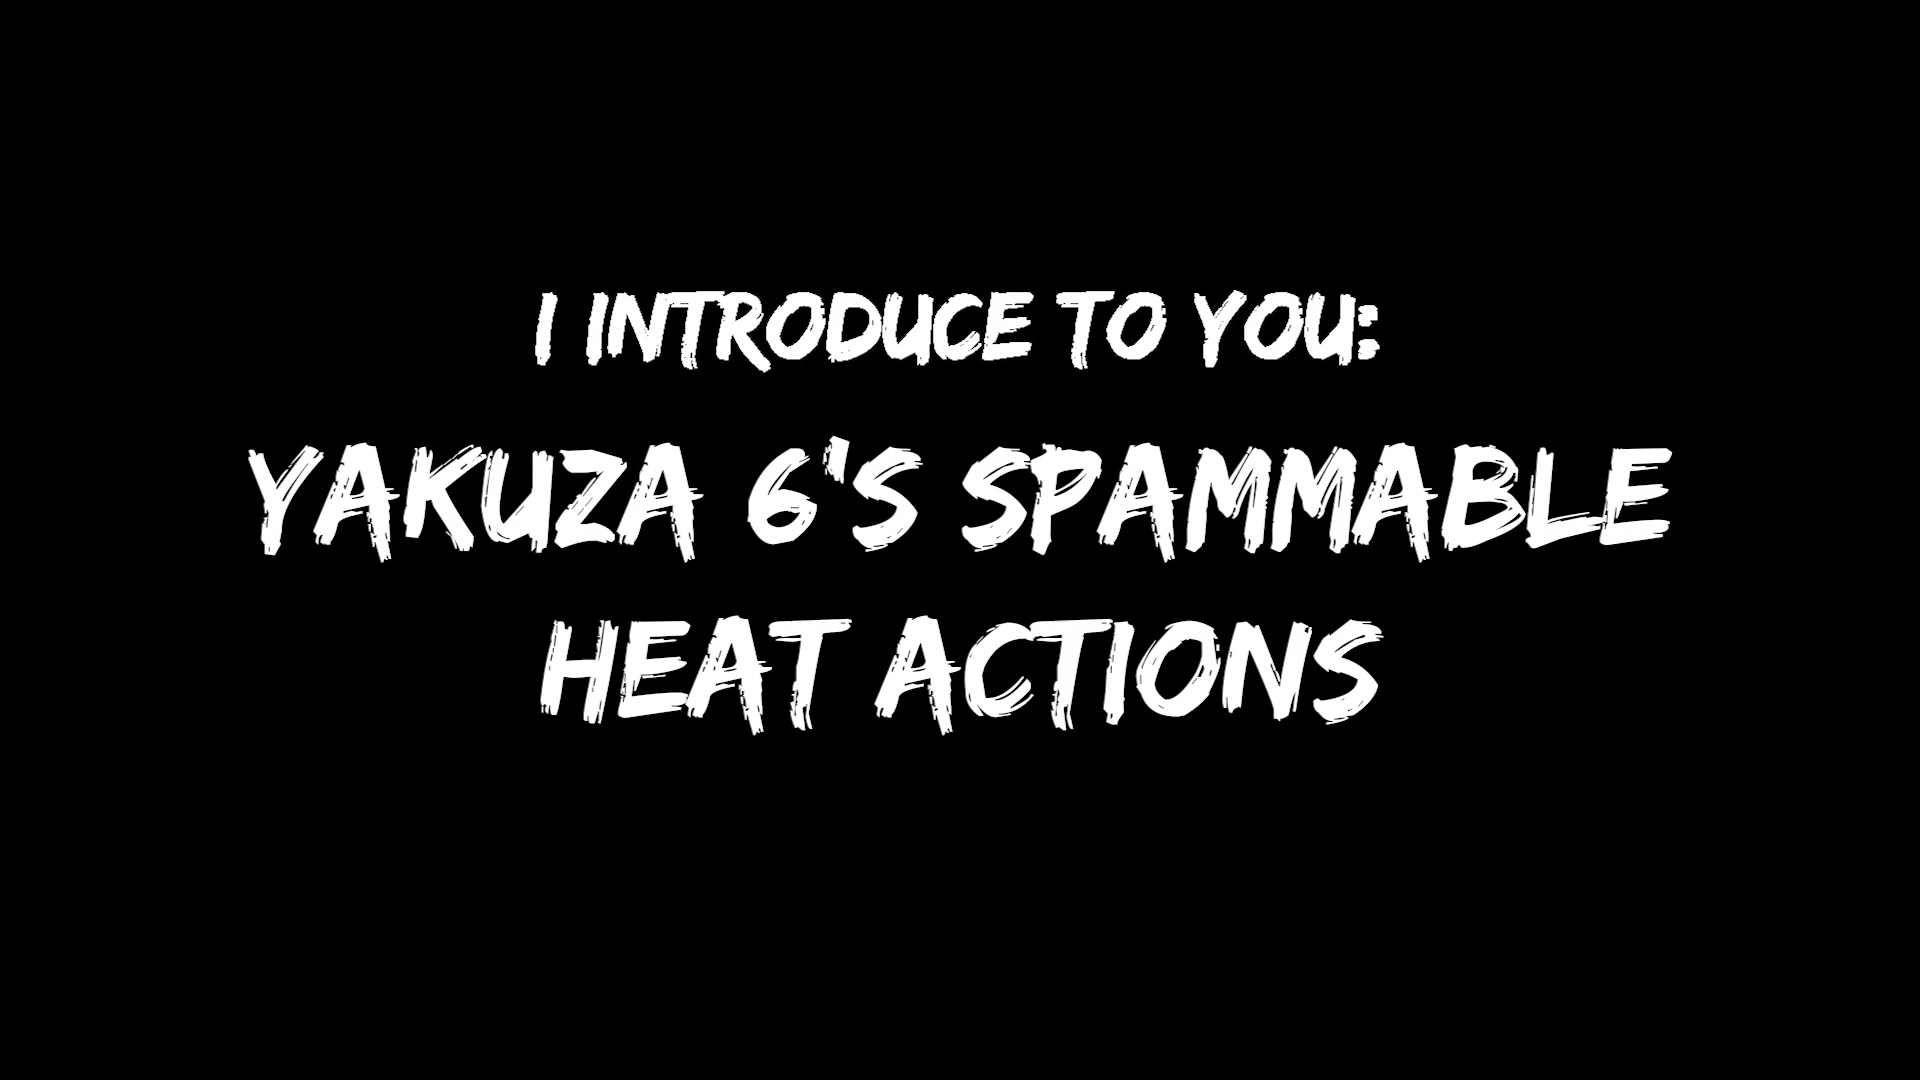 I INTRODUCE TO YOU:
YAKUZA 6'S SPAMMABLE
HEAT ACTIONS